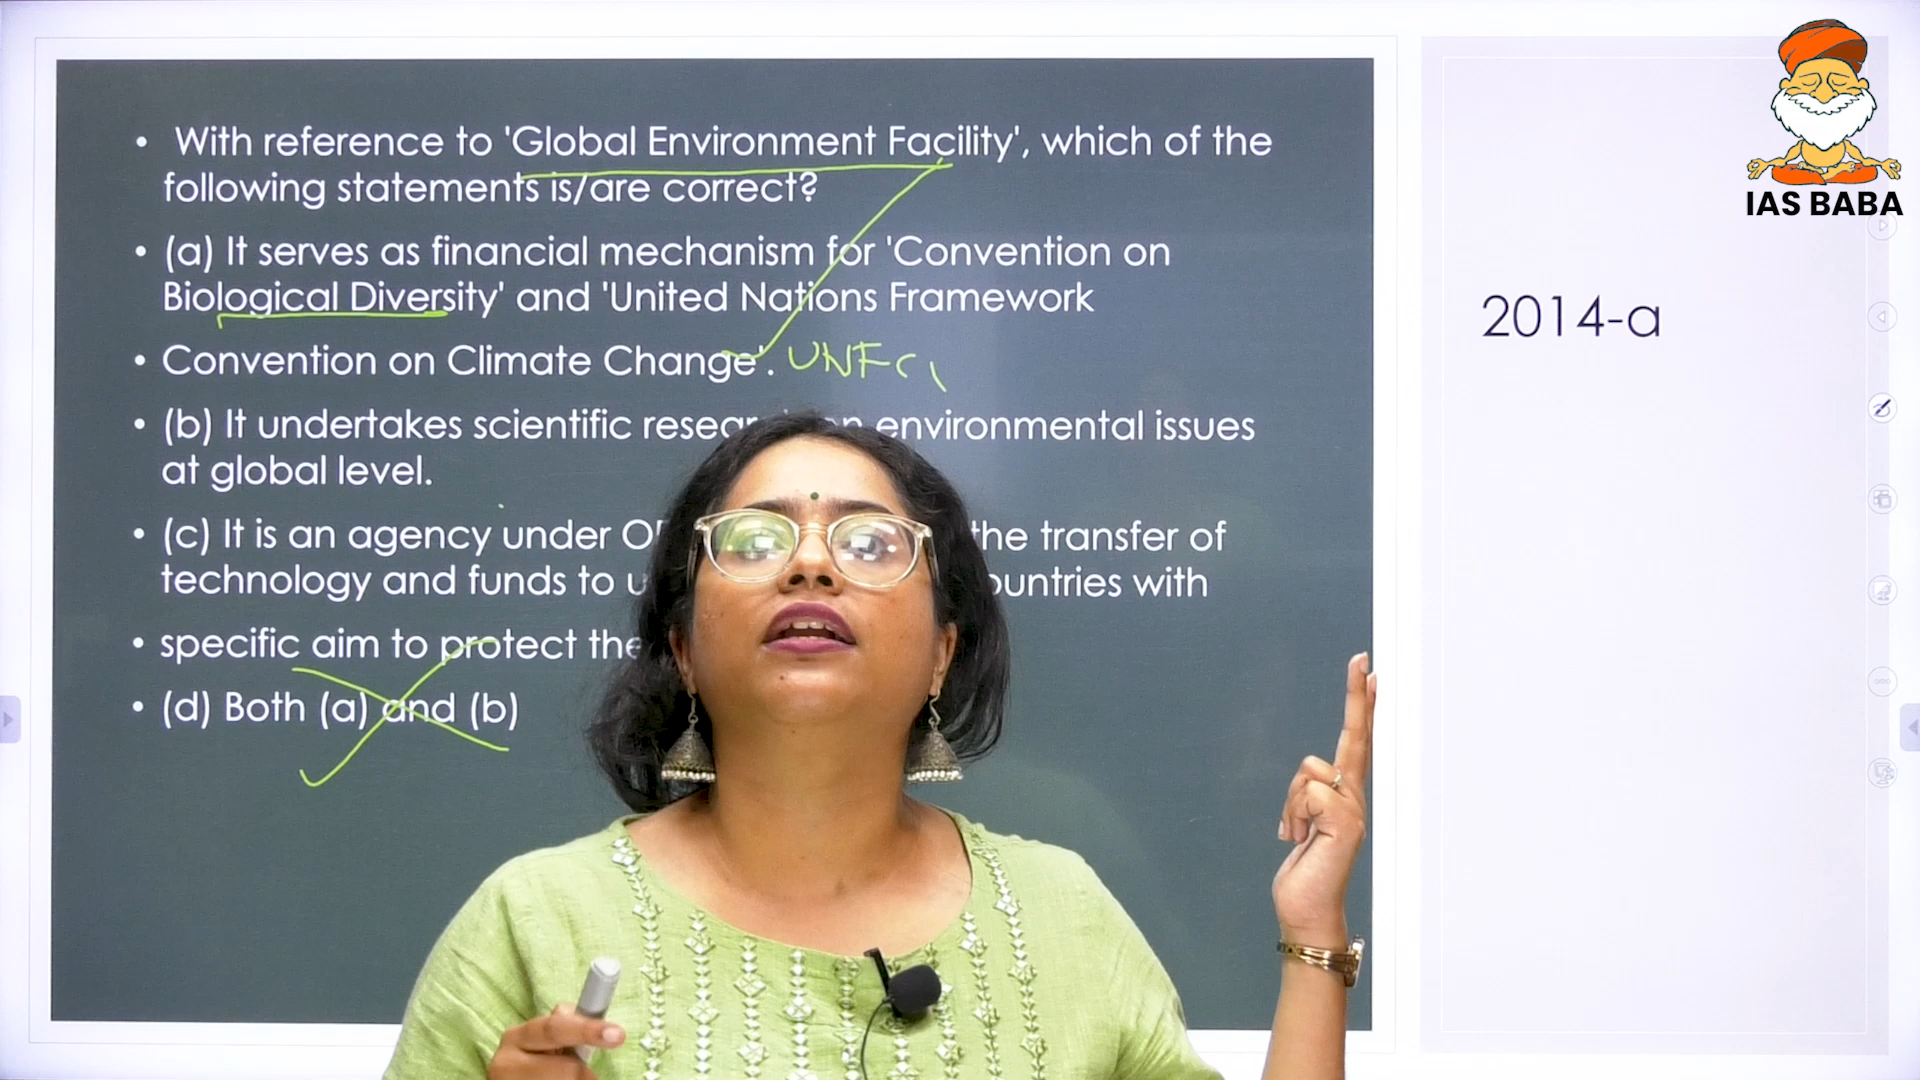 • With reference to 'Global Environment Facility', which of the
following statements is/are correct?
• (a) It serves as financial mechanism for 'Convention on
Biological Diversity' and 'United Nations Framework
• Convention on Climate Change'. UNFC
• (b) It undertakes scientific environmental issues
at global level.
• (c) It is an agency under the transfer of
technology and funds to with
• specific aim to protect the
• (d) Both (a) and (b)
IAS BABA
2014-a